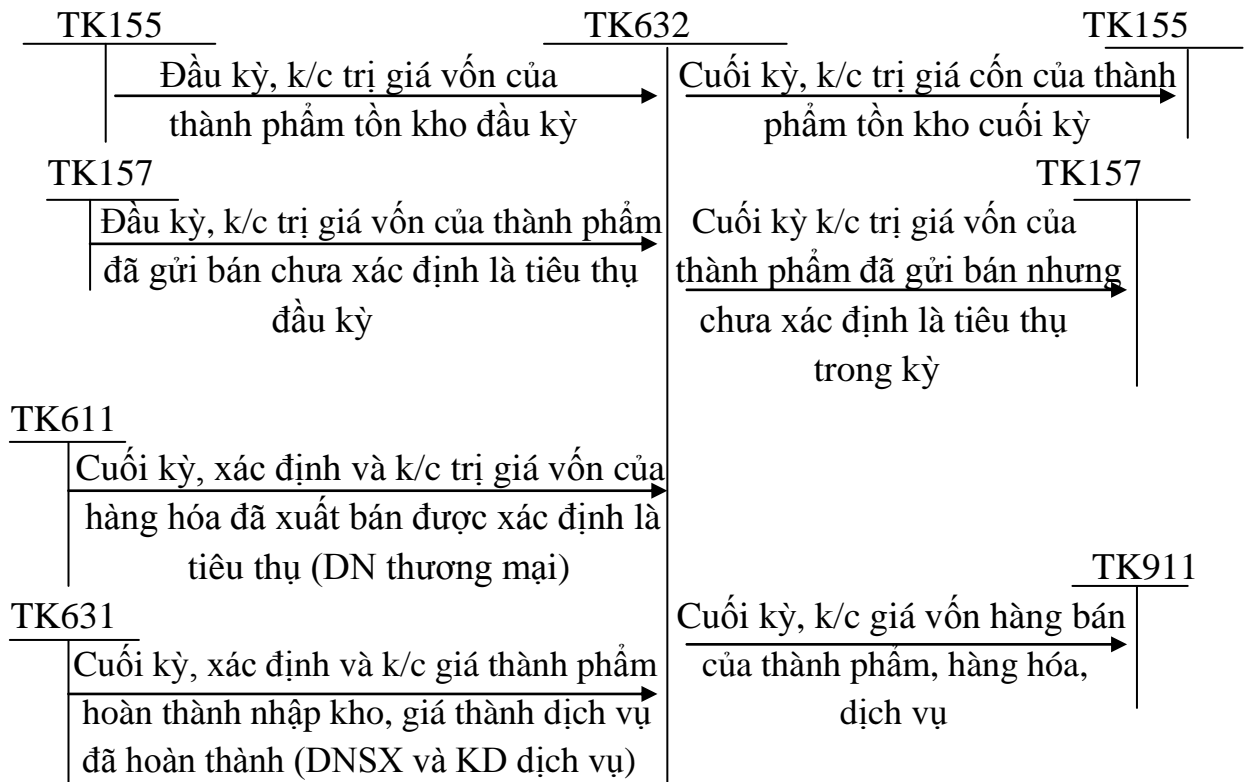 TK155
TK632
TK155
Đầu kỳ, k/c trị giá vốn của
thành phẩm tồn kho đầu kỳ
Cuối kỳ, k/c trị giá cốn của thành
phẩm tồn kho cuối kỳ
TK157
TK157
Đầu kỳ, k/c trị giá vốn của thành phẩm
đã gửi bán chưa xác định là tiêu thụ
đầu kỳ
Cuối kỳ k/c trị giá vốn của
thành phẩm đã gửi bán nhưng
chưa xác định là tiêu thụ
trong kỳ
TK611
Cuối kỳ, xác định và k/c trị giá vốn của
hàng hóa đã xuất bán được xác định là
tiêu thụ (DN thương mại)
TK911
TK631
Cuối kỳ, k/c giá vốn hàng bán
của thành phẩm, hàng hóa,
dịch vụ
Cuối kỳ, xác định và k/c giá thành phẩm
hoàn thành nhập kho, giá thành dịch vụ
đã hoàn thành (DNSX và KD dịch vụ)